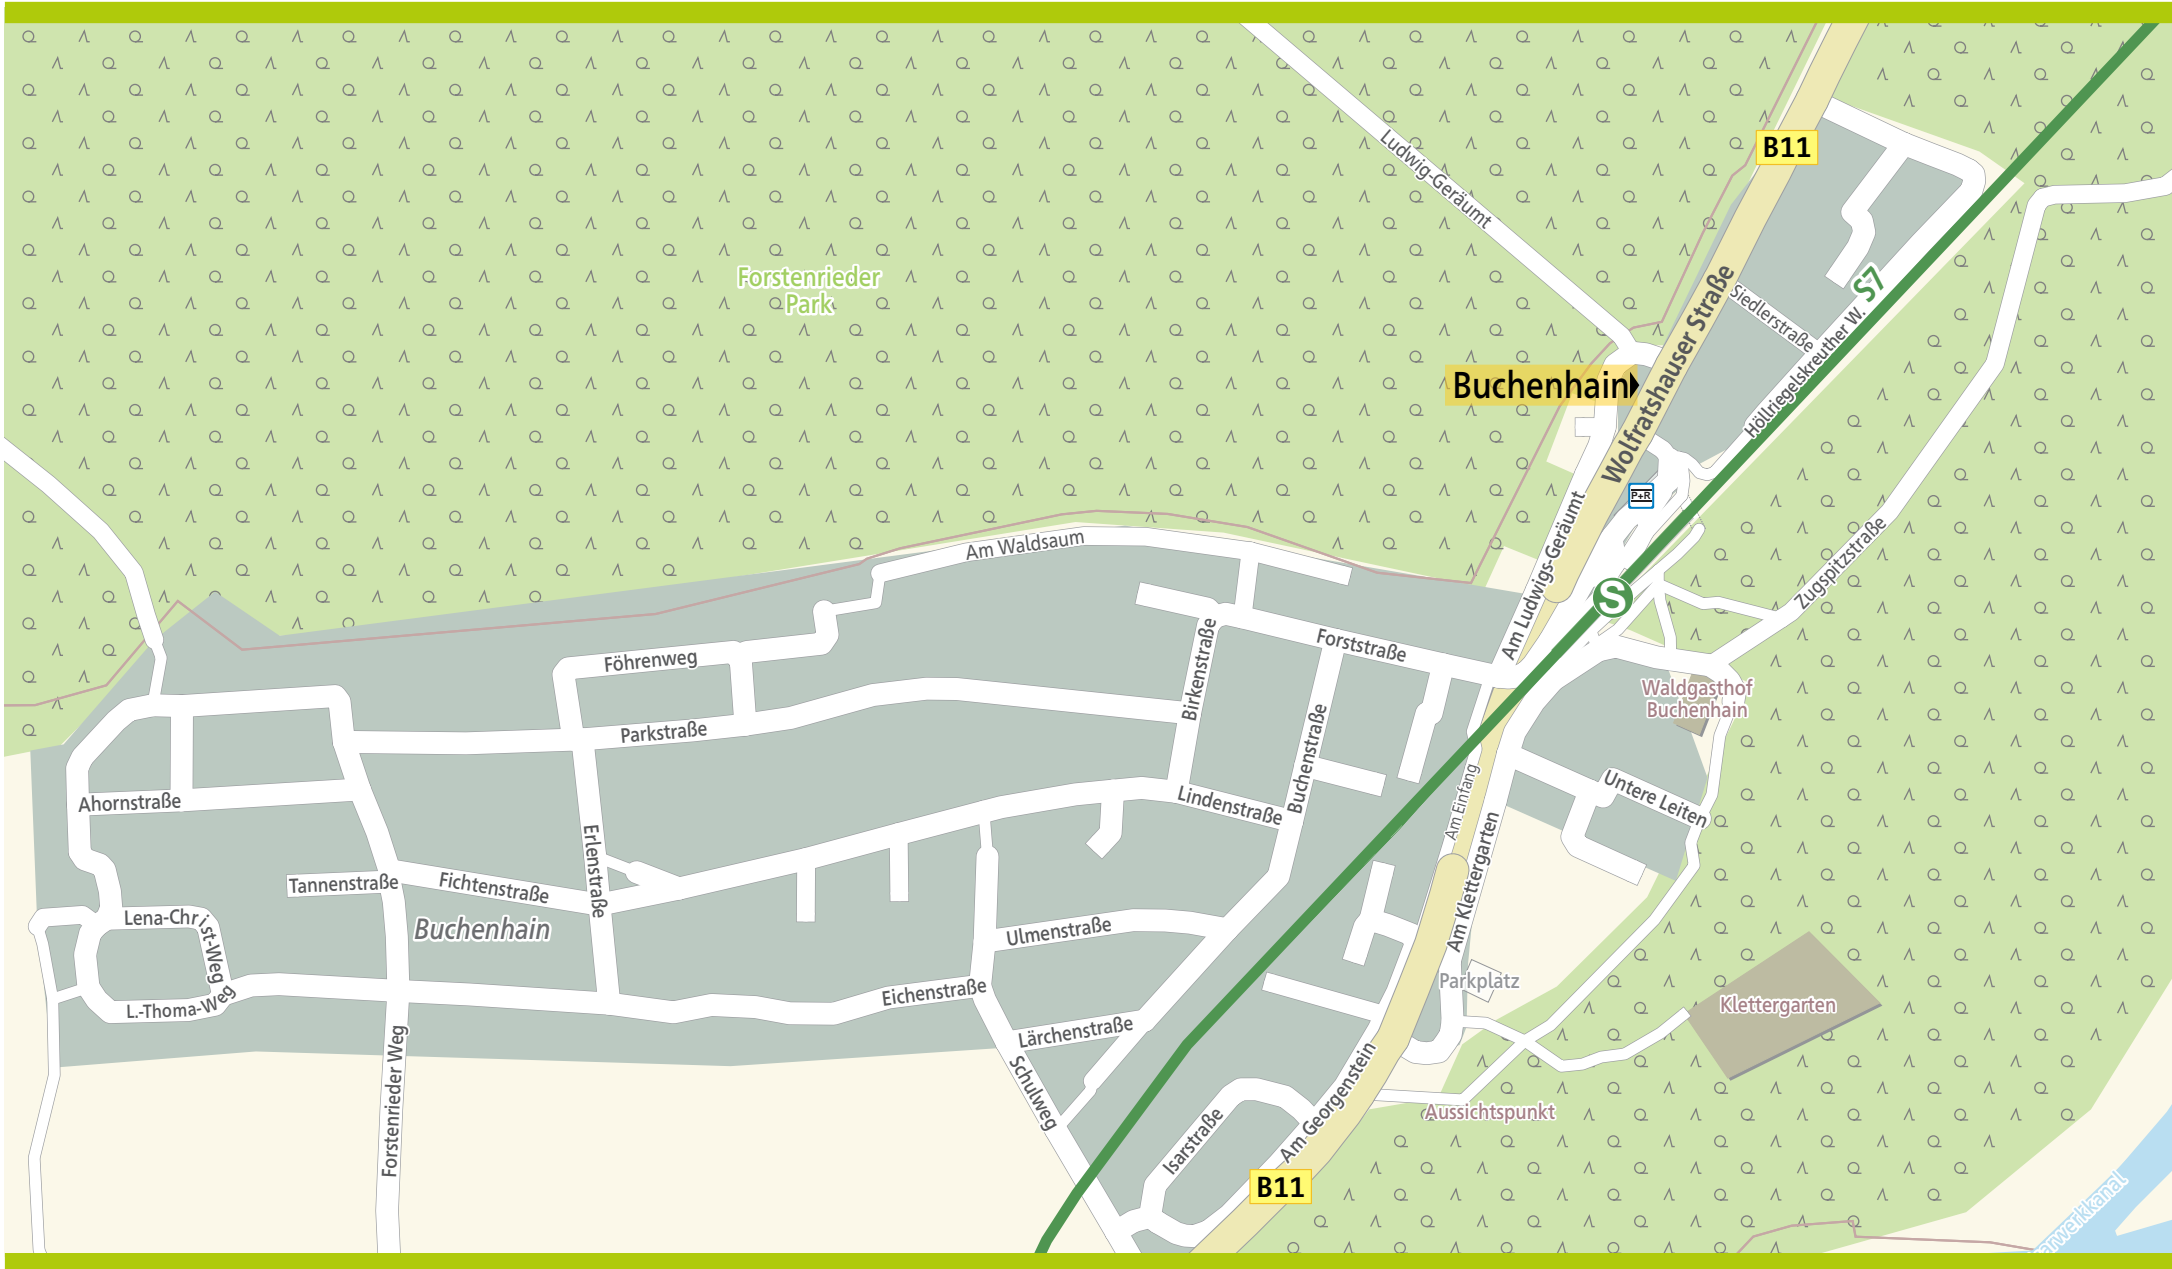 Ludwig-Geräumt
B11
Forstenrieder
Park
S7
Siedlerstraße
Wolfratshauser Straße
Höllriegelskreuther W.
Buchenhain
P+R
Am Ludwigs-Geräumt
Am Waldsaum
Zugspitzstraße
S
Forststraße
Birkenstraße
Föhrenweg
Parkstraße
Waldgasthof
Buchenhain
Buchenstraße
Lindenstraße
Untere Leiten
Am Einfang
Ahornstraße
Am Klettergarten
Erlenstraße
Tannenstraße
Fichtenstraße
Lena-Christ-Weg
Buchenhain
Ulmenstraße
L.-Thoma-Weg
Eichenstraße
Parkplatz
Klettergarten
Lärchenstraße
Forstenrieder Weg
Schulweg
Am Georgenstein
Aussichtspunkt
Isarstraße
B11